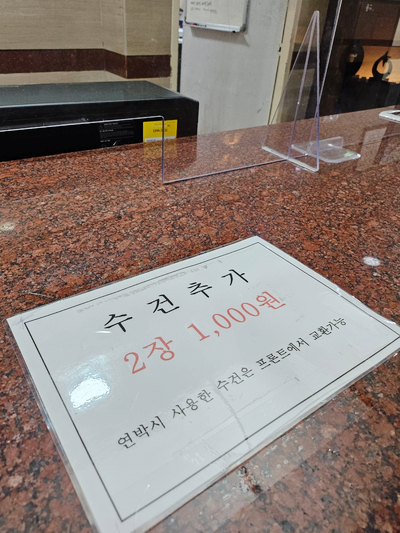 수건추가
2장 1,000원
연박시 사용한 수건은 프론트에서 교환가능